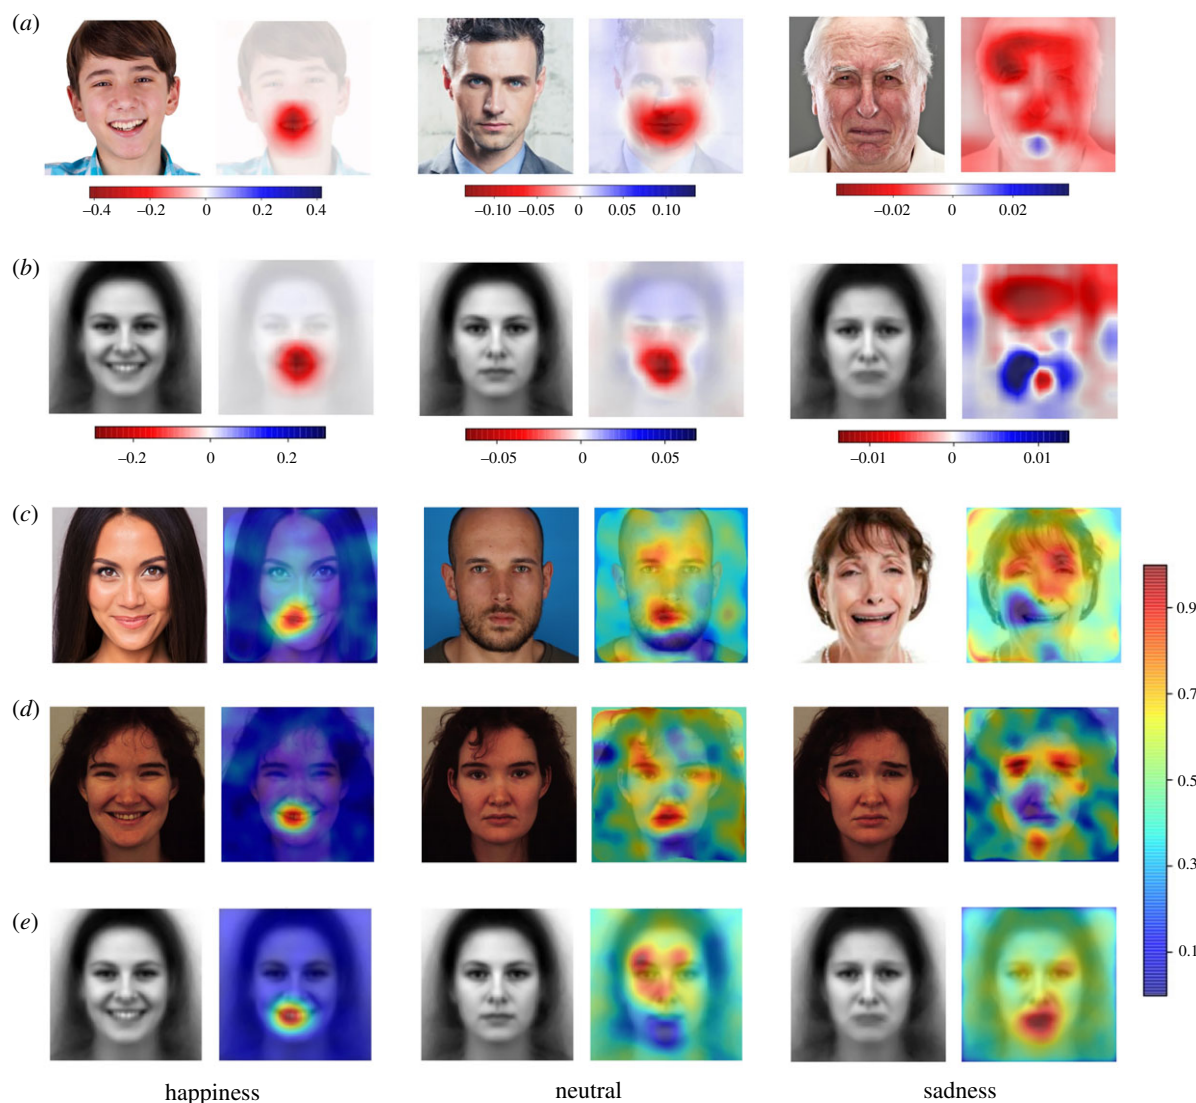 (a)
–0.4 –0.2 0 0.2 0.4
–0.10 –0.05 0 0.05 0.10
–0.02 0 0.02
(b)
–0.2 0 0.2
–0.05 0 0.05
–0.01 0 0.01
(c)
0.9
(d)
0.7
0.5
0.3
(e)
0.1
happiness neutral sadness